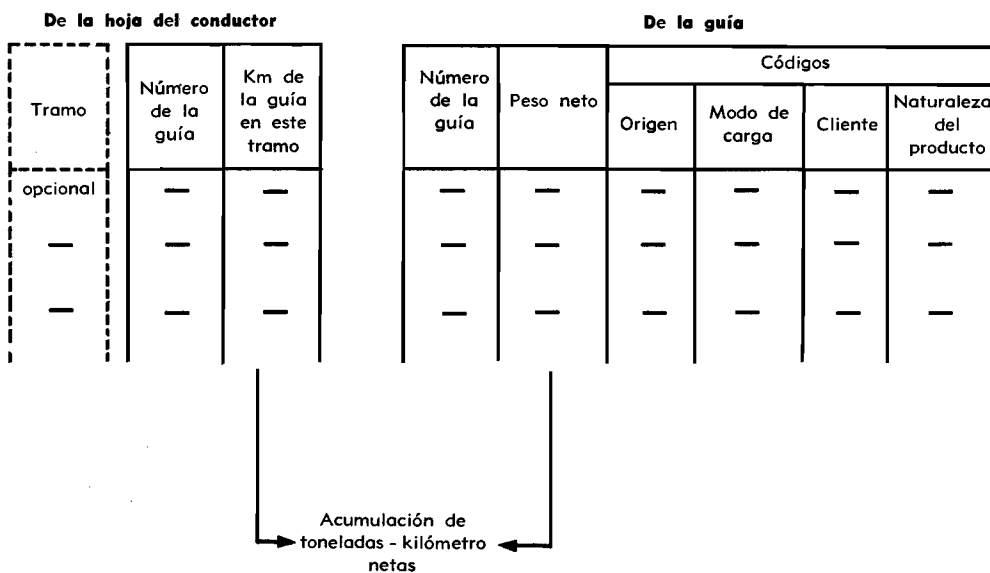 De la hoja del conductor
Tramo
Número
de la
guía
Km de
la guía
en este
tramo
opcional
De la guía
Número
de la
guía
Peso neto
Códigos
Origen
Modo de
carga
Cliente
Naturaleza
del
producto
Acumulación de
toneladas - kilómetro
netas